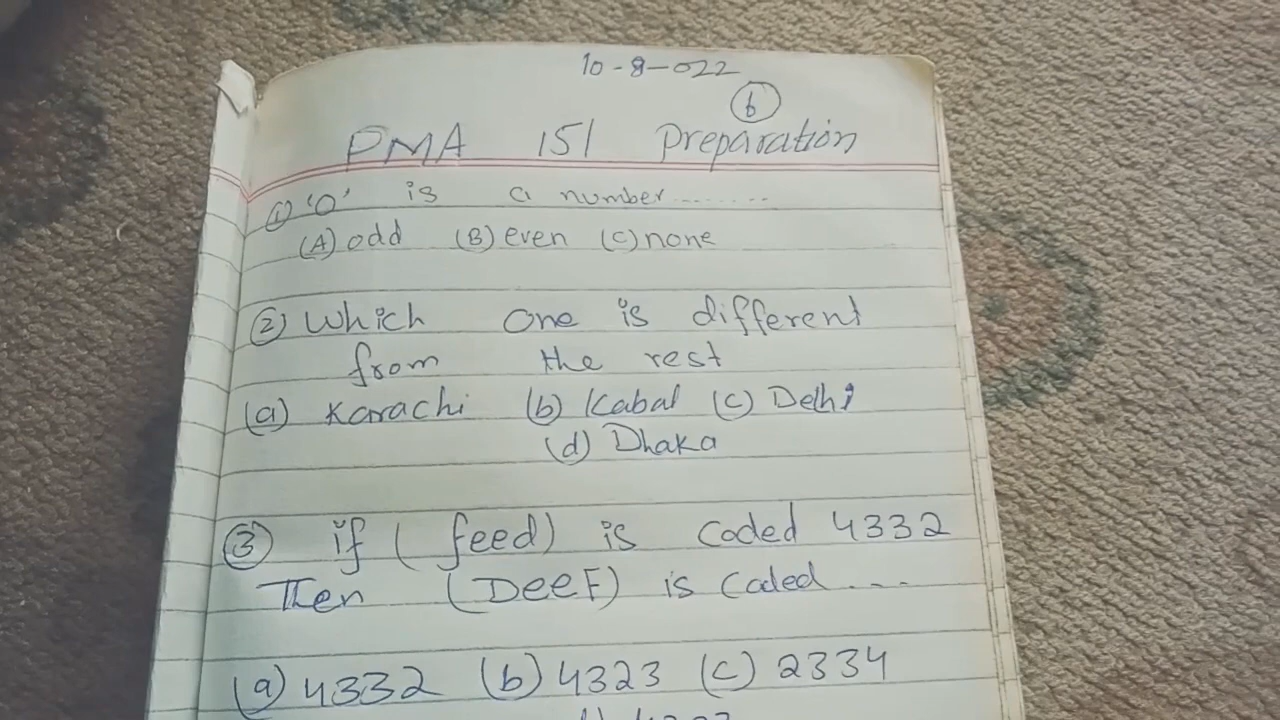 10-8-022
6
PMA 151 Preparation
① '0' is a number.......
(A) odd (B) even (C) none
② Which one is different
from the rest
(a) Karachi (b) Kabal (c) Delhi
(d) Dhaka
③ if (feed) is coded 4332
Then (DeeF) is Coded ...
(a) 4332 (b) 4323 (c) 2334